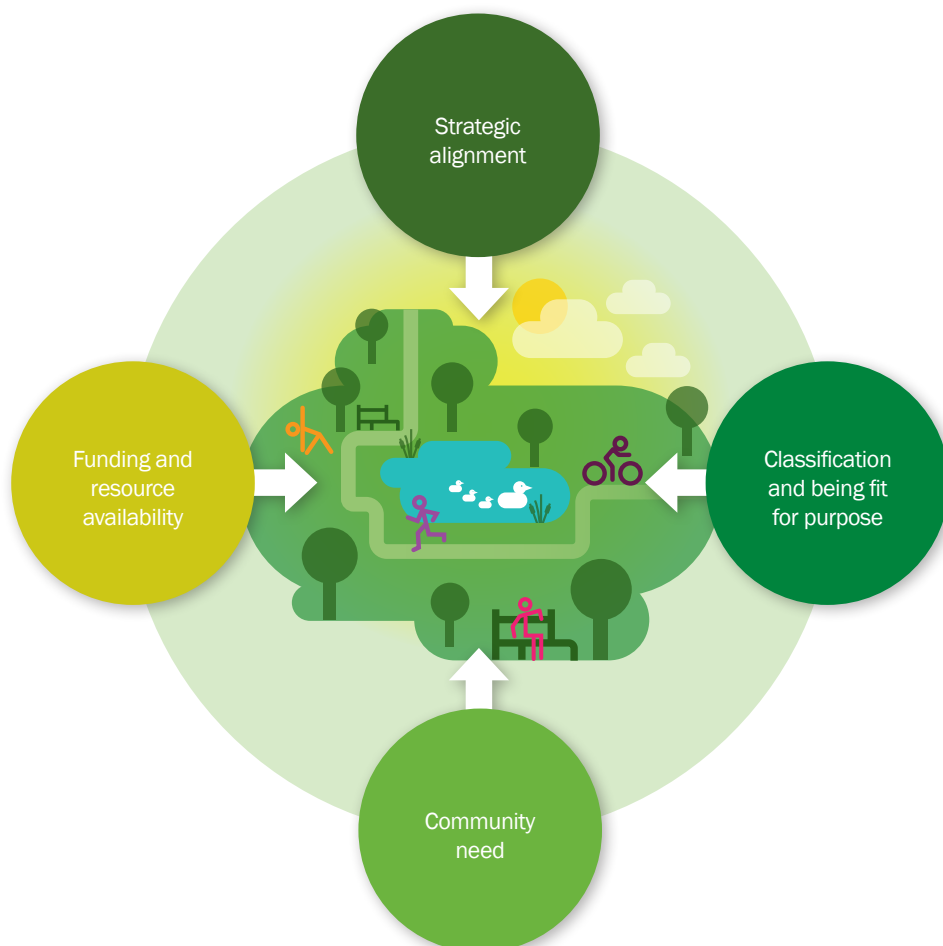 Strategic
alignment
Funding and
resource
availability
Classification
and being fit
for purpose
Community
need